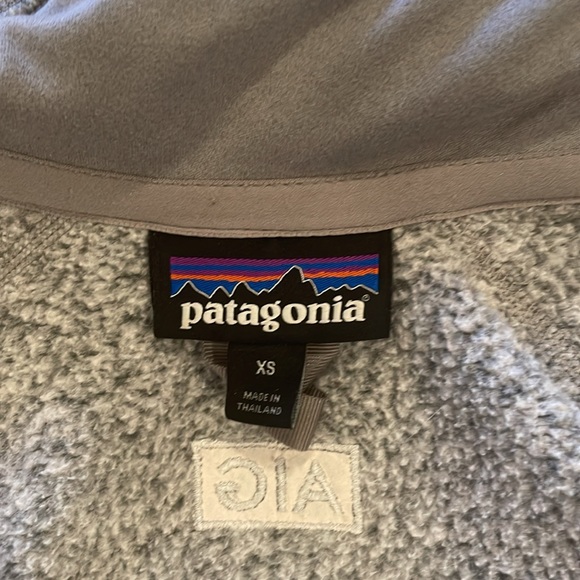 patagonia®
XS
MADE IN
THAILAND
AIG